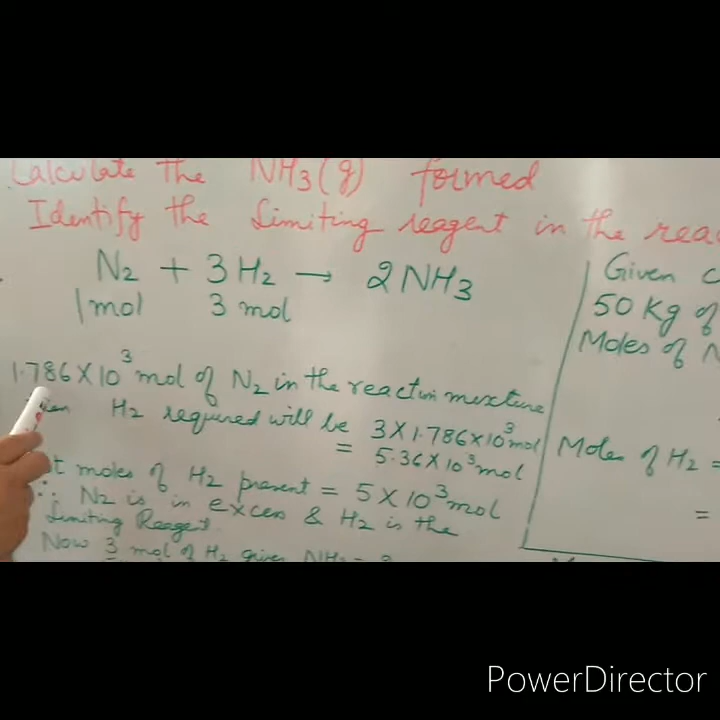 Calculate The NH3(g) formed
Identify the Limiting reagent in the rea
N2 + 3H2 → 2NH3
1mol 3 mol
1.786×10³ mol of N2 in the reaction mixture
H2 required will be 3×1.786×10³ mol
= 5.36×10³ mol
t moles of H2 present = 5×10³ mol
∴ N2 is in excess & H2 is the
Limiting Reagent
Now 3 mol of H2 gives NH3 =
Given
50 Kg of
Moles of N
Moles of H2 =
=
PowerDirector